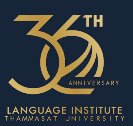 36TH
ANNIVERSARY
LANGUAGE INSTITUTE
THAMMASAT UNIVERSITY